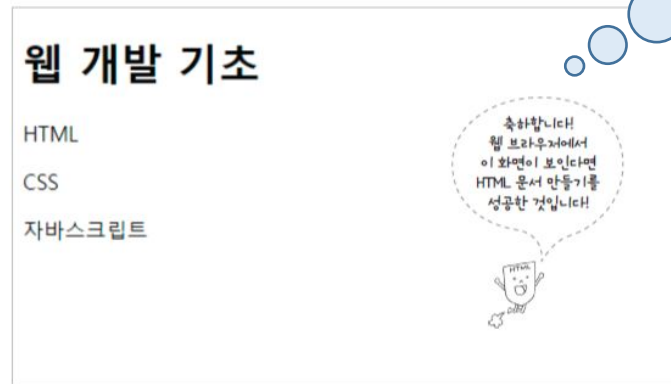 웹 개발 기초
HTML
CSS
자바스크립트
축하합니다!
웹 브라우저에서
이 화면이 보인다면
HTML 문서 만들기를
성공한 것입니다!
HTML